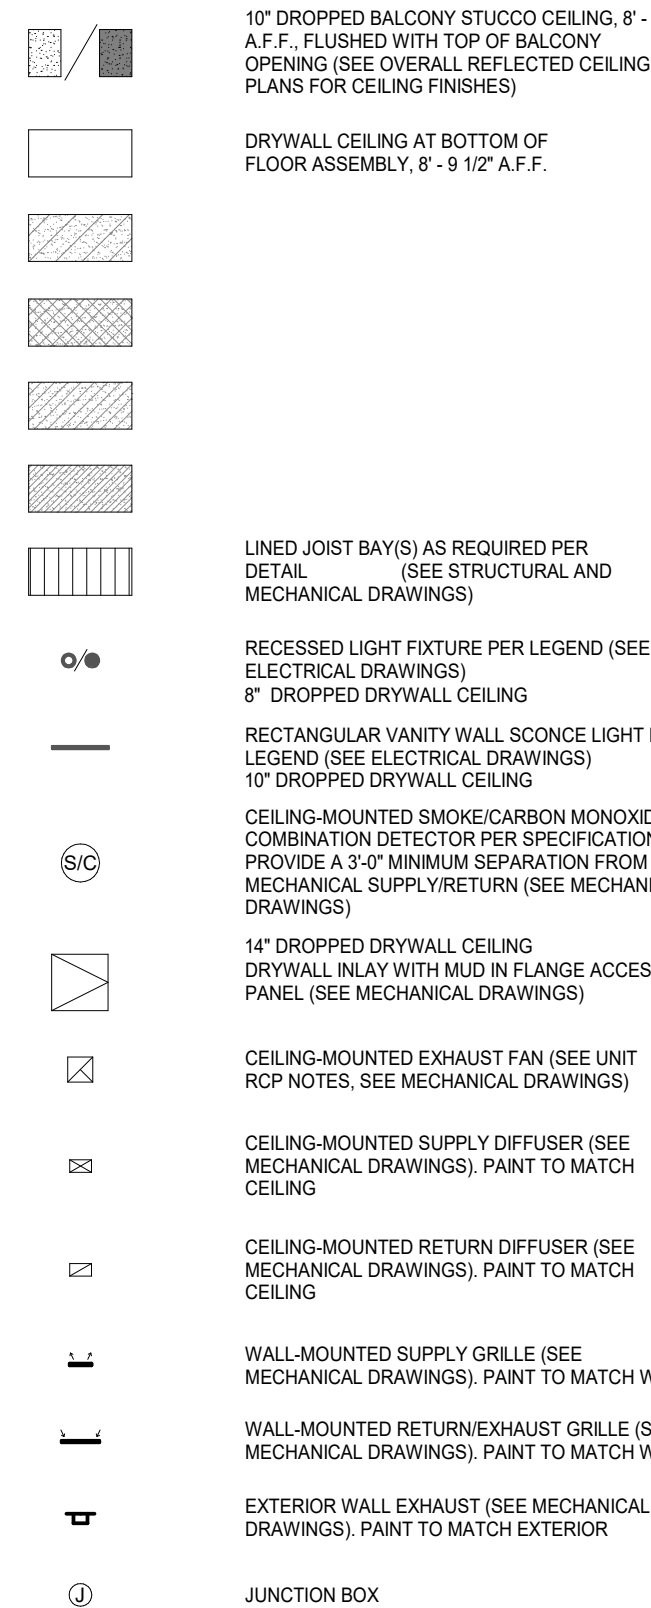 10" DROPPED BALCONY STUCCO CEILING, 8' -
A.F.F., FLUSHED WITH TOP OF BALCONY
OPENING (SEE OVERALL REFLECTED CEILING
PLANS FOR CEILING FINISHES)
DRYWALL CEILING AT BOTTOM OF
FLOOR ASSEMBLY, 8' - 9 1/2" A.F.F.
LINED JOIST BAY(S) AS REQUIRED PER
DETAIL (SEE STRUCTURAL AND
MECHANICAL DRAWINGS)
RECESSED LIGHT FIXTURE PER LEGEND (SEE
ELECTRICAL DRAWINGS)
8" DROPPED DRYWALL CEILING
RECTANGULAR VANITY WALL SCONCE LIGHT
LEGEND (SEE ELECTRICAL DRAWINGS)
10" DROPPED DRYWALL CEILING
S/C
CEILING-MOUNTED SMOKE/CARBON
COMBINATION DETECTOR PER
PROVIDE A 3'-0" MINIMUM SEPARATION FROM
MECHANICAL SUPPLY/RETURN (SEE
DRAWINGS)
14" DROPPED DRYWALL CEILING
DRYWALL INLAY WITH MUD IN FLANGE
PANEL (SEE MECHANICAL DRAWINGS)
CEILING-MOUNTED EXHAUST FAN (SEE UNIT
RCP NOTES, SEE MECHANICAL DRAWINGS)
CEILING-MOUNTED SUPPLY DIFFUSER (SEE
MECHANICAL DRAWINGS). PAINT TO MATCH
CEILING
CEILING-MOUNTED RETURN DIFFUSER (SEE
MECHANICAL DRAWINGS). PAINT TO MATCH
CEILING
WALL-MOUNTED SUPPLY GRILLE (SEE
MECHANICAL DRAWINGS). PAINT TO MATCH
WALL-MOUNTED RETURN/EXHAUST GRILLE
MECHANICAL DRAWINGS). PAINT TO MATCH
EXTERIOR WALL EXHAUST (SEE MECHANICAL
DRAWINGS). PAINT TO MATCH EXTERIOR
J
JUNCTION BOX